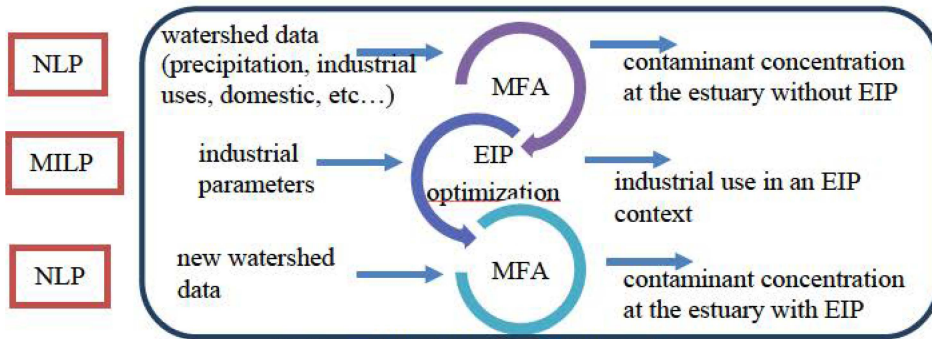 NLP
watershed data
(precipitation, industrial
uses, domestic, etc…)
MFA
contaminant concentration
at the estuary without EIP
MILP
industrial
parameters
EIP
optimization
industrial use in an EIP
context
NLP
new watershed
data
MFA
contaminant concentration
at the estuary with EIP